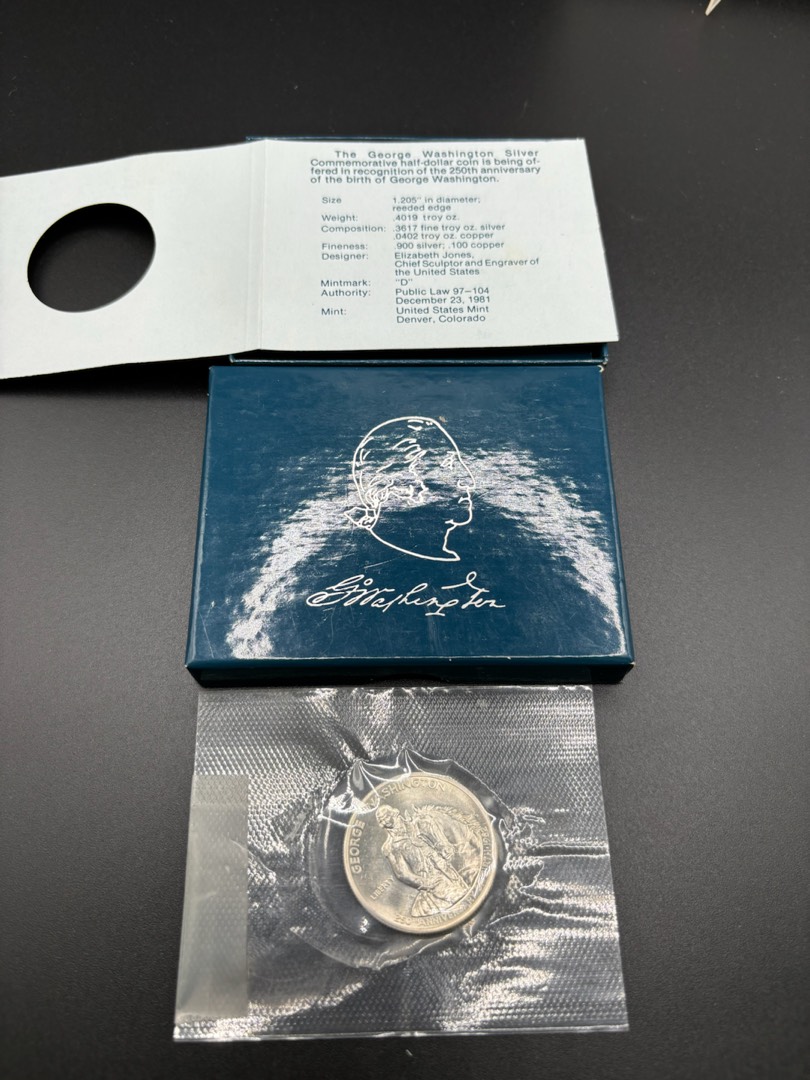 The George Washington Silver
Commemorative half-dollar coin is being of-
fered in recognition of the 250th anniversary
of the birth of George Washington.
Size 1.205" in diameter;
reeded edge
Weight: .4019 troy oz.
Composition: .3617 fine troy oz. silver
.0402 troy oz. copper
Fineness: .900 silver; .100 copper
Designer: Elizabeth Jones,
Chief Sculptor and Engraver of
the United States
Mintmark: "D"
Authority: Public Law 97–104
December 23, 1981
Mint: United States Mint
Denver, Colorado
G:Washington
GEORGE WASHINGTON
LIBERTY